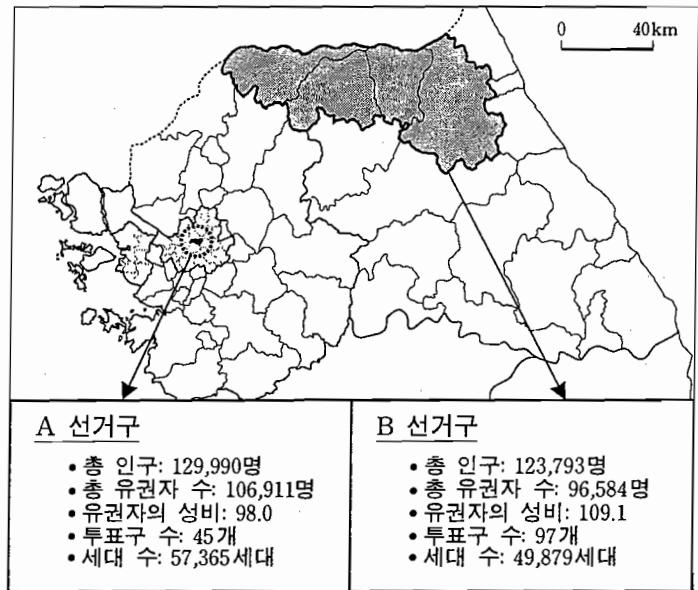 0 40km
A 선거구
• 총 인구: 129,990명
• 총 유권자 수: 106,911명
• 유권자의 성비: 98.0
• 투표구 수: 45개
• 세대 수: 57,365세대
B 선거구
• 총 인구: 123,793명
• 총 유권자 수: 96,584명
• 유권자의 성비: 109.1
• 투표구 수: 97개
• 세대 수: 49,879세대